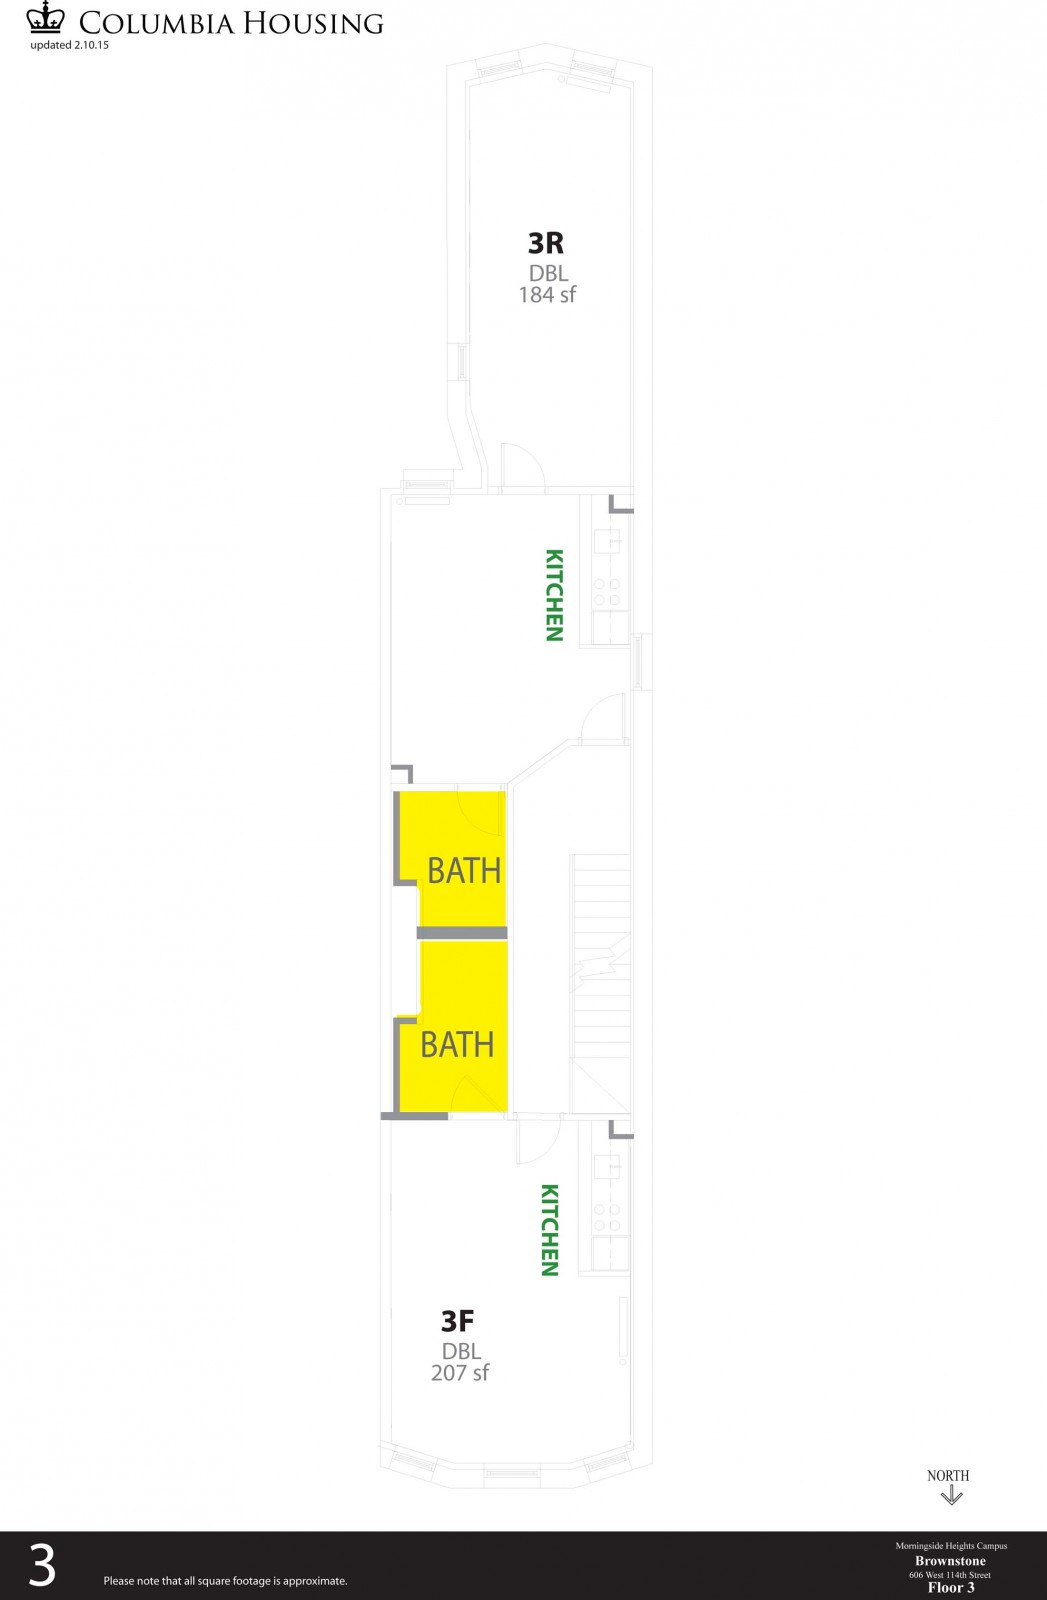 COLUMBIA HOUSING
updated 2.10.15
3R
DBL
184 sf
KITCHEN
BATH
BATH
KITCHEN
3F
DBL
207 sf
NORTH
3
Please note that all square footage is approximate.
Morningside Heights Campus
Brownstone
606 West 114th Street
Floor 3